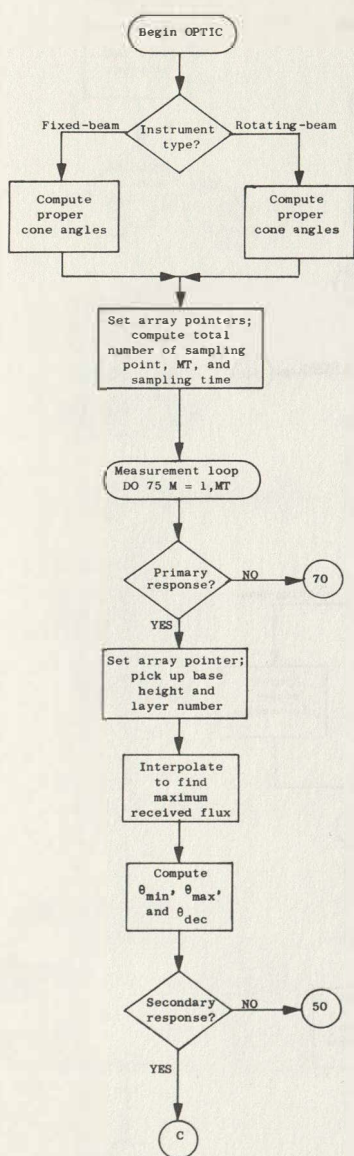 Begin OPTIC
Fixed-beam
Instrument
type?
Rotating-beam
Compute
proper
cone angles
Compute
proper
cone angles
Set array pointers;
compute total
number of sampling
point, MT, and
sampling time
Measurement loop
DO 75 M = 1,MT
Primary
response?
NO
70
YES
Set array pointer;
pick up base
height and
layer number
Interpolate
to find
maximum
received flux
Compute
θmin, θmax,
and θdec
Secondary
response?
NO
50
YES
C